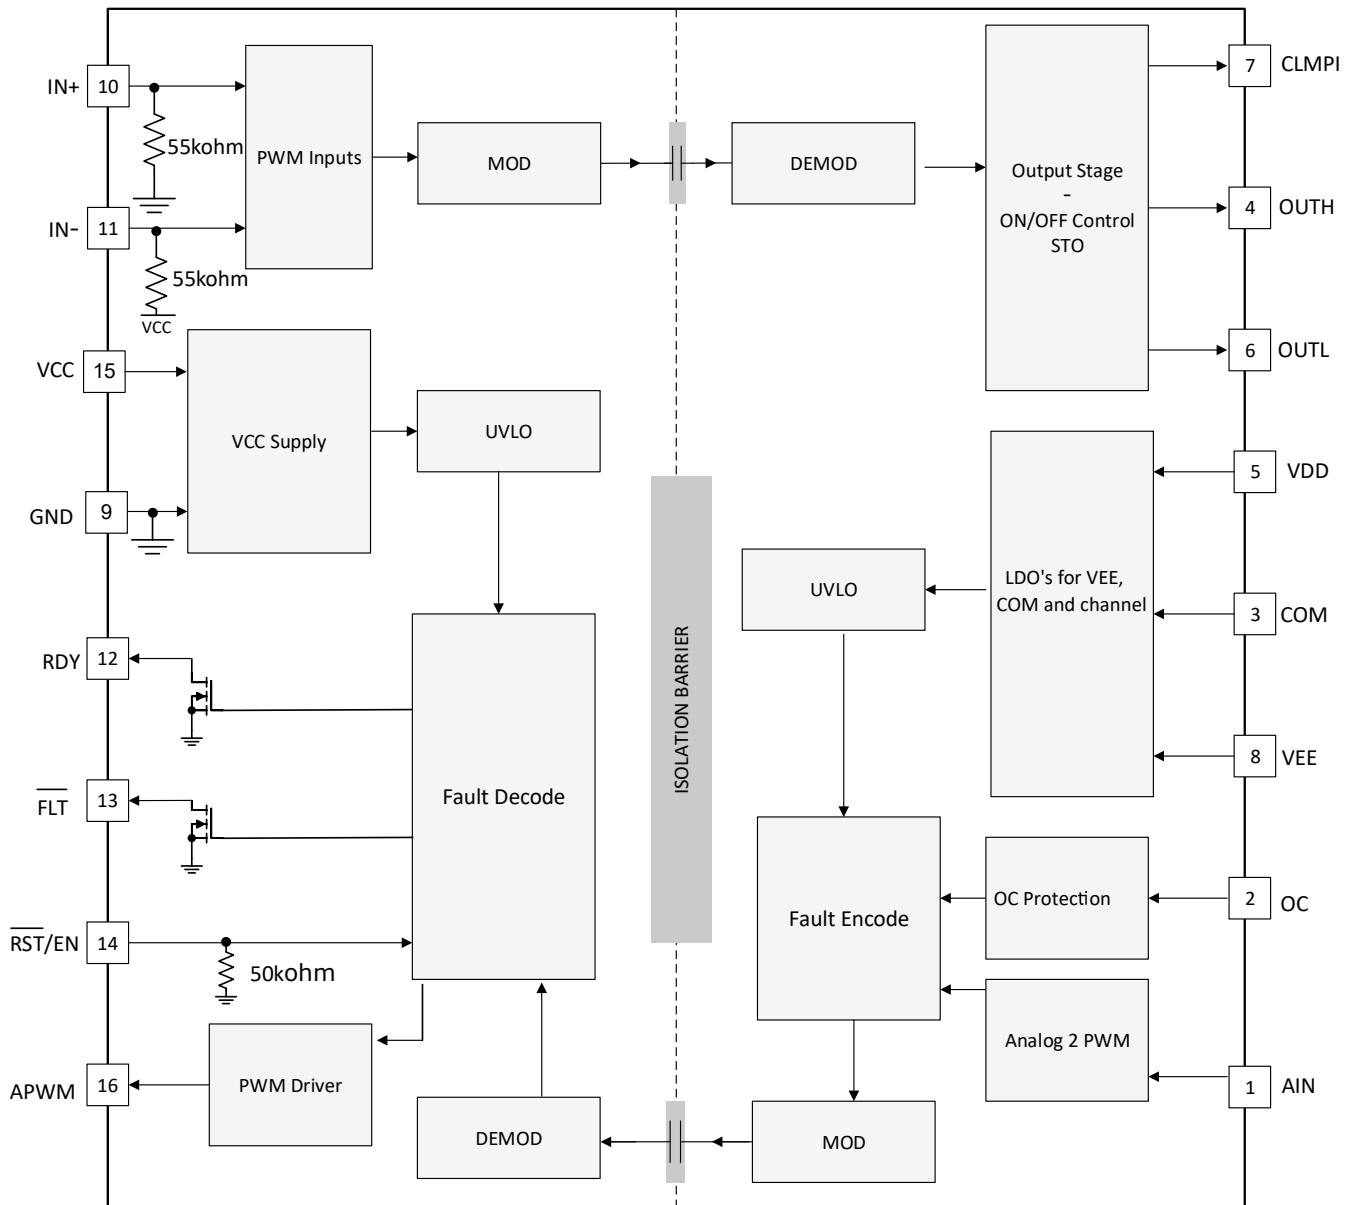 IN+
10
55kohm
IN-
11
55kohm
VCC
PWM Inputs
MOD
DEMOD
Output Stage
-
ON/OFF Control
STO
7
CLMPI
4
OUTH
6
OUTL
VCC
15
GND
9
VCC Supply
UVLO
ISOLATION BARRIER
UVLO
LDO's for VEE,
COM and channel
5
VDD
3
COM
8
VEE
RDY
12
FLT
13
RST/EN
14
50kohm
Fault Decode
Fault Encode
OC Protection
2
OC
Analog 2 PWM
1
AIN
APWM
16
PWM Driver
DEMOD
MOD